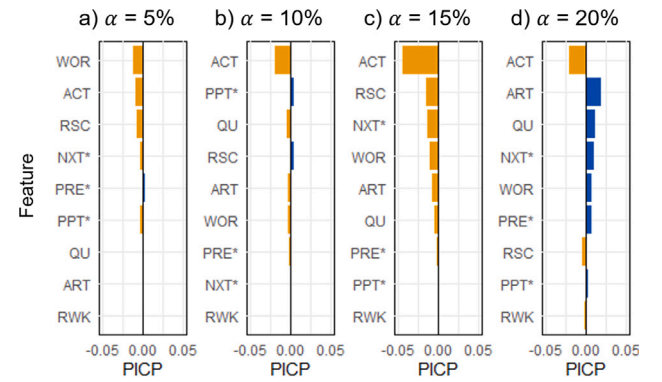 a) α = 5%
WOR
ACT
RSC
NXT*
PRE*
PPT*
QU
ART
RWK
-0.05 0.00 0.05
PICP
b) α = 10%
ACT
PPT*
QU
RSC
ART
WOR
PRE*
NXT*
RWK
-0.05 0.00 0.05
PICP
c) α = 15%
ACT
RSC
NXT*
WOR
ART
QU
PRE*
PPT*
RWK
-0.05 0.00 0.05
PICP
d) α = 20%
ACT
ART
QU
NXT*
WOR
PRE*
RSC
PPT*
RWK
-0.05 0.00 0.05
PICP
Feature